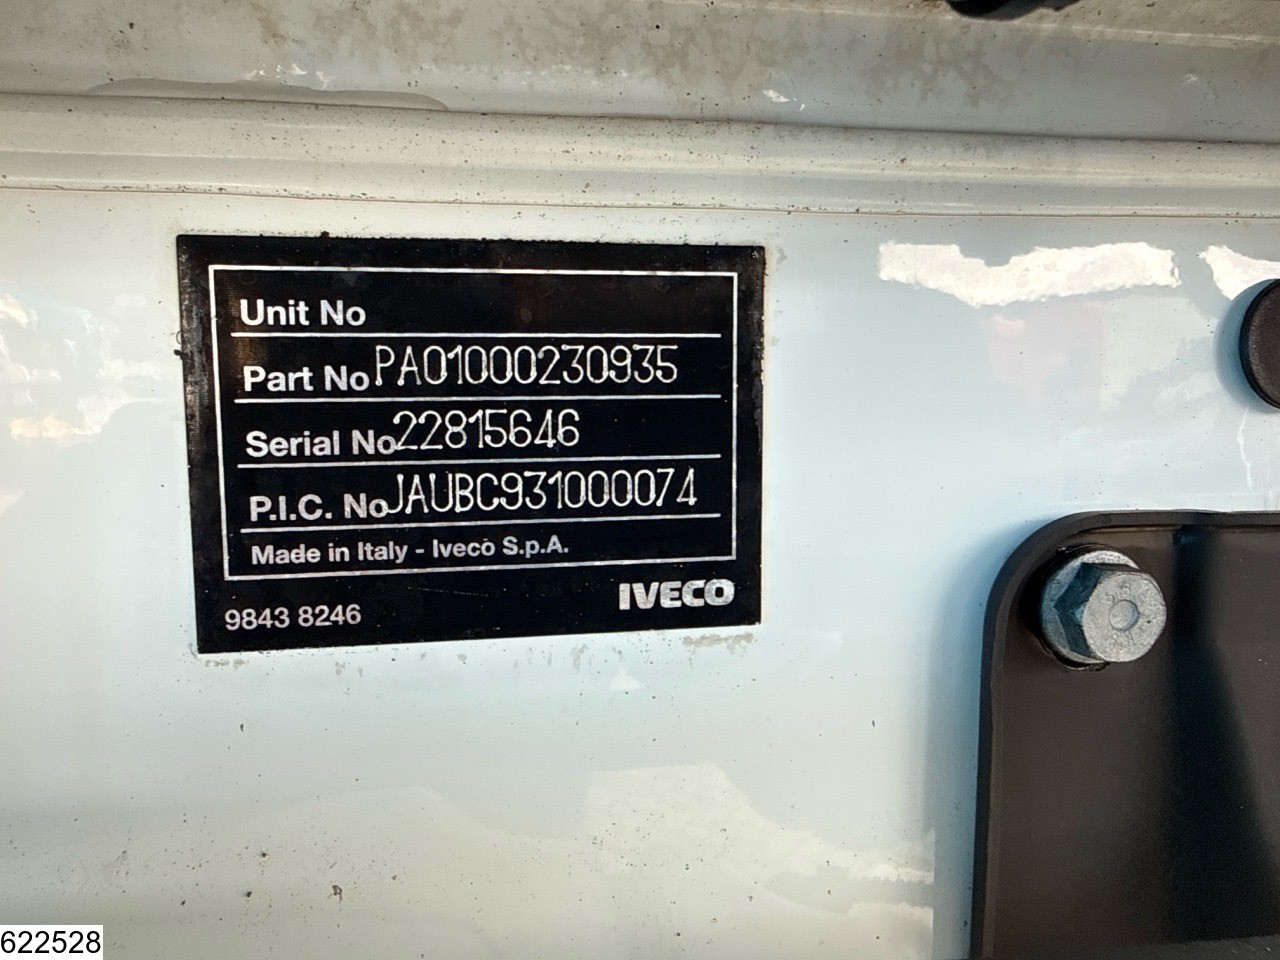 Unit No
Part No PA01000230935
Serial No 22815646
P.I.C. No JAUBC931000074
Made in Italy - Iveco S.p.A.
9843 8246
IVECO
622528